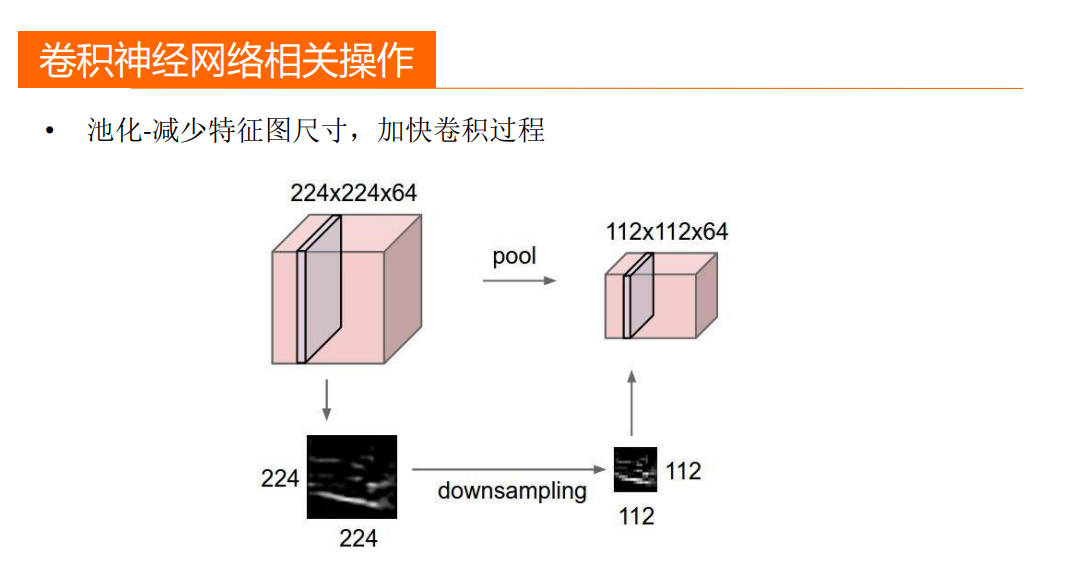 卷积神经网络相关操作
• 池化-减少特征图尺寸，加快卷积过程
224x224x64
112x112x64
pool
224
112
downsampling
112
224